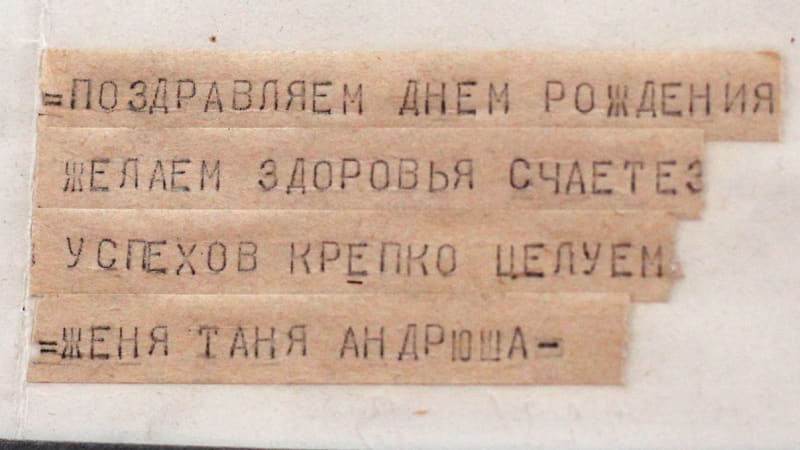 =ПОЗДРАВЛЯЕМ ДНЕМ РОЖДЕНИЯ
ЖЕЛАЕМ ЗДОРОВЬЯ СЧАЕТЕЗ
УСПЕХОВ КРЕПКО ЦЕЛУЕМ
=ЖЕНЯ ТАНЯ АНДРЮША-